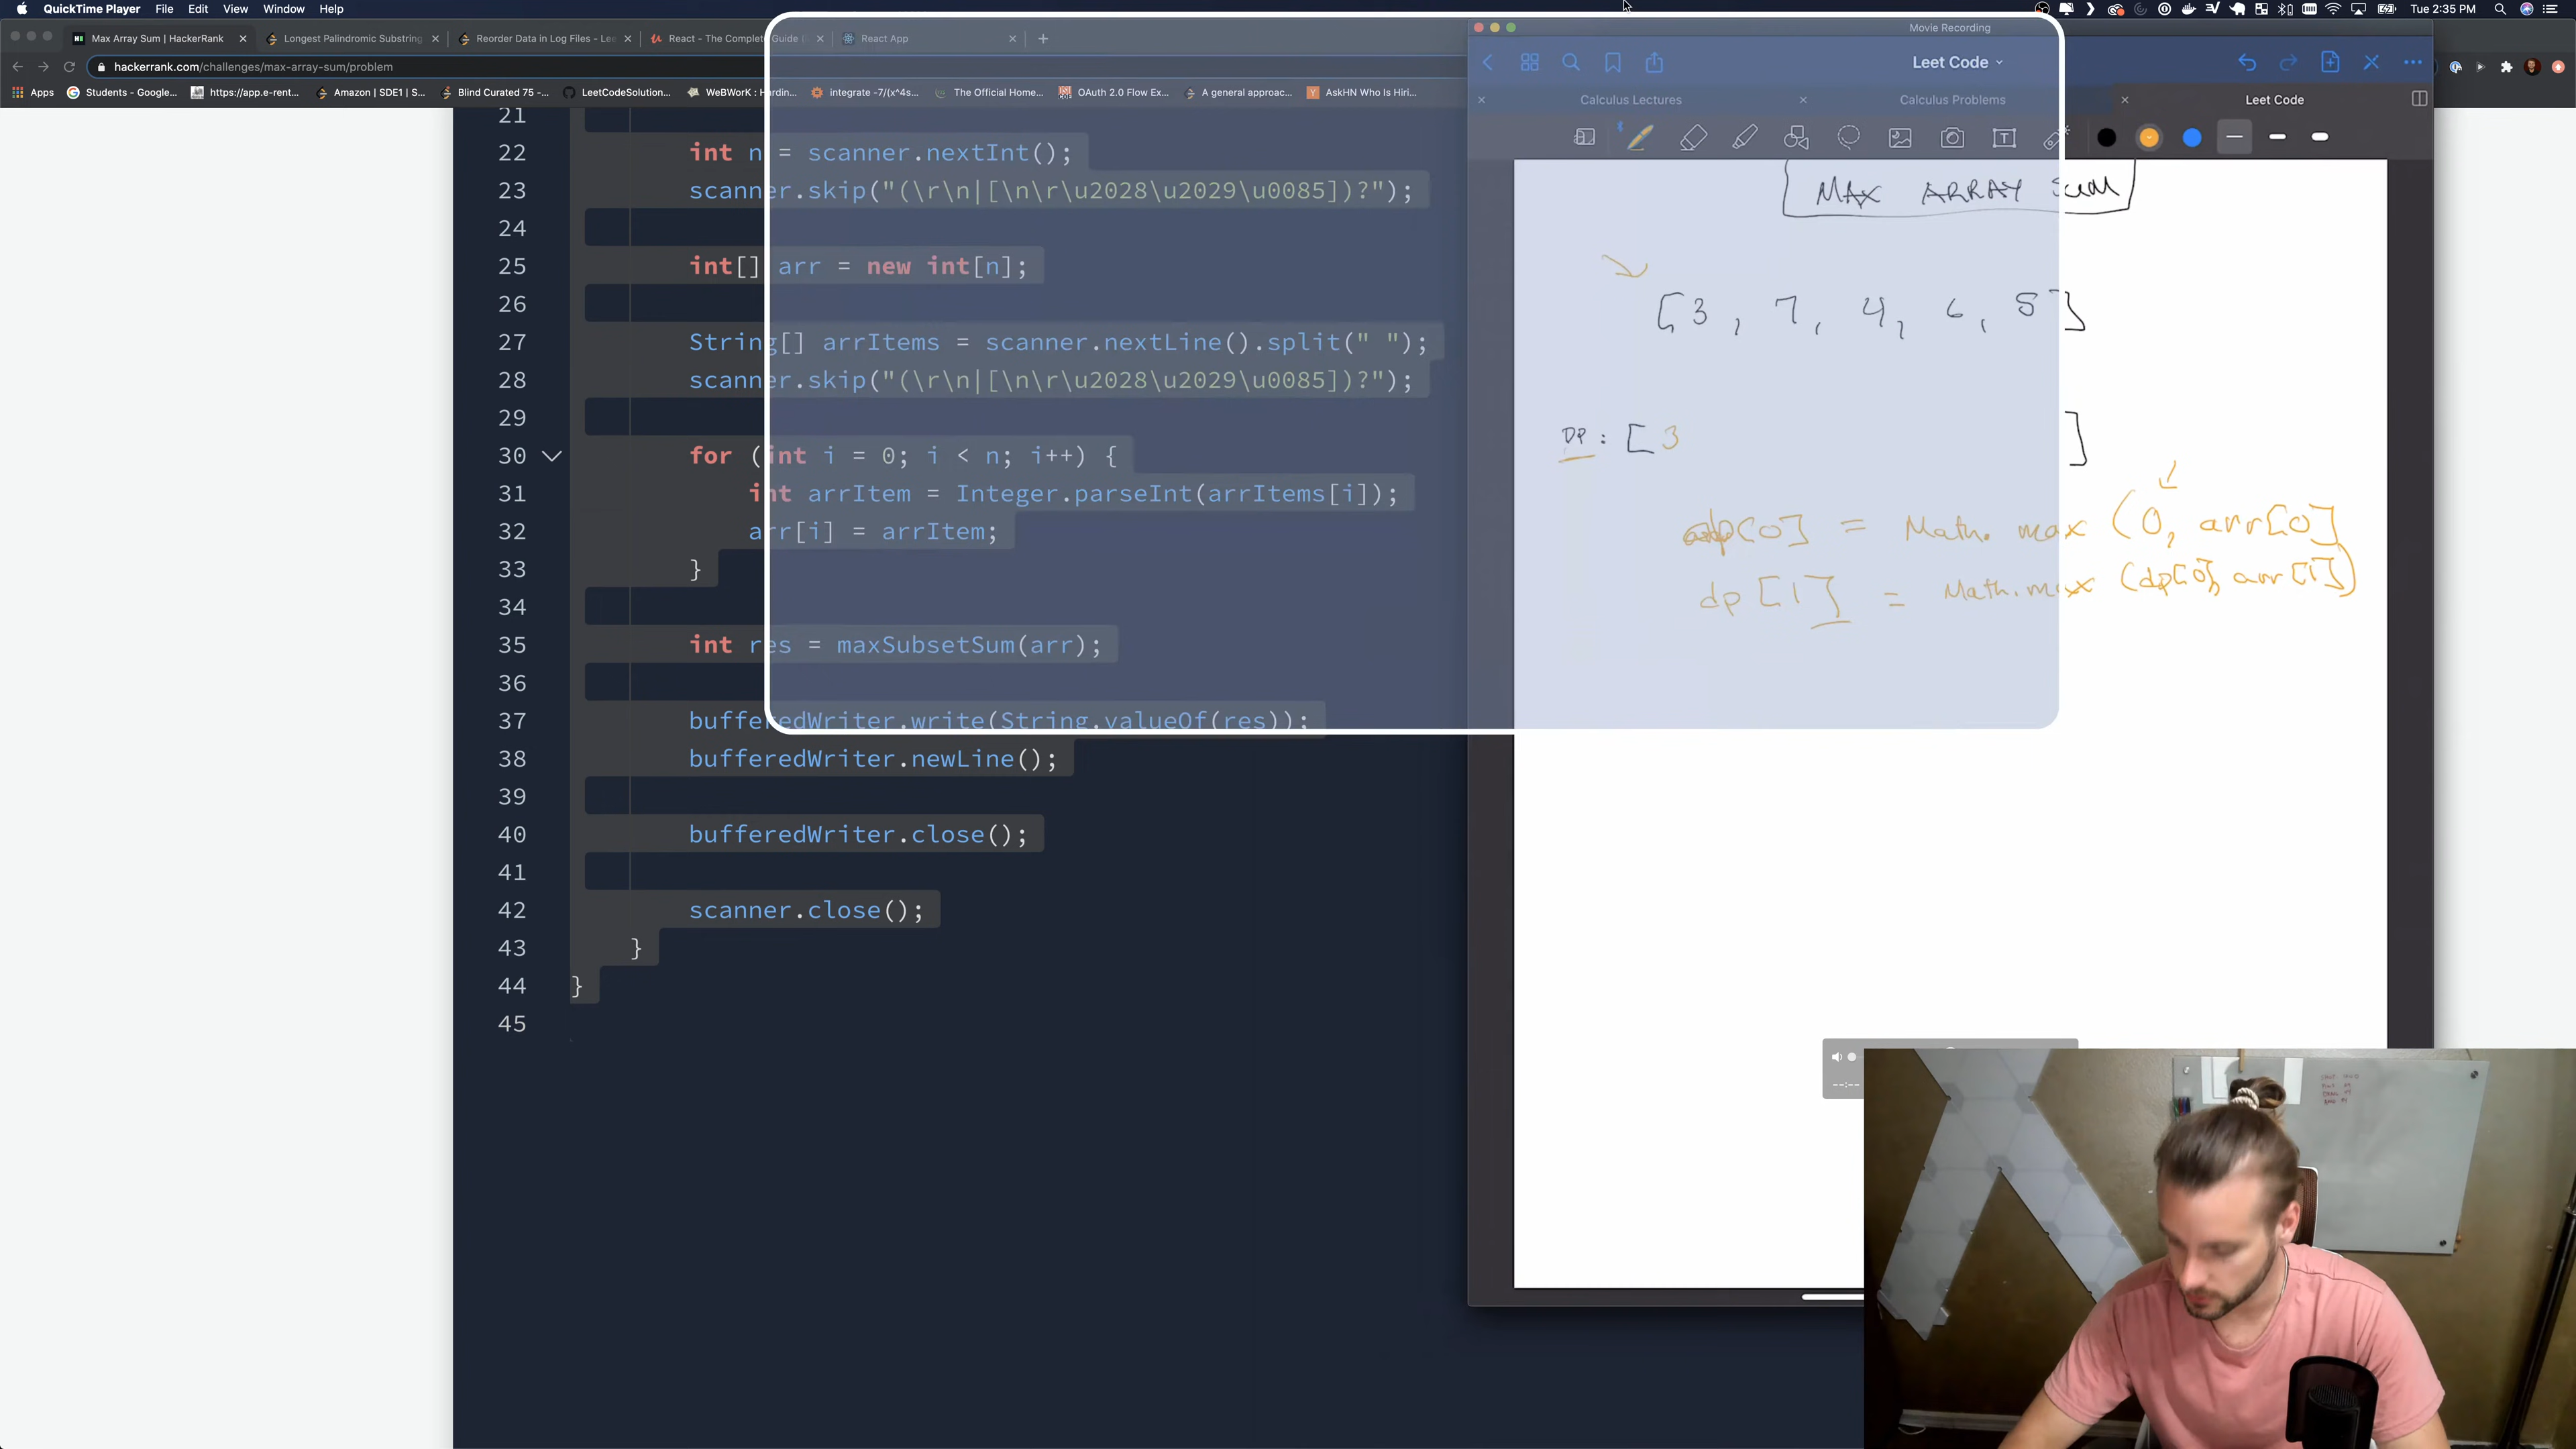 QuickTime Player File Edit View Window Help
Tue 2:35 PM
Max Array Sum | HackerRank
Longest Palindromic Substring
Reorder Data in Log Files - Lee
React - The Complete Guide (
React App
hackerrank.com/challenges/max-array-sum/problem
Apps
Students - Google...
https://app.e-rent...
Amazon | SDE1 | S...
Blind Curated 75 -...
LeetCodeSolution...
WeBWorK : Hardin...
integrate -7/(x^4s...
The Official Home...
OAuth 2.0 Flow Ex...
A general approac...
AskHN Who Is Hiri...
21
22 int n = scanner.nextInt();
23 scanner.skip("(\r\n|[\n\r\u2028\u2029\u0085])?");
24
25 int[] arr = new int[n];
26
27 String[] arrItems = scanner.nextLine().split(" ");
28 scanner.skip("(\r\n|[\n\r\u2028\u2029\u0085])?");
29
30 for (int i = 0; i < n; i++) {
31 int arrItem = Integer.parseInt(arrItems[i]);
32 arr[i] = arrItem;
33 }
34
35 int res = maxSubsetSum(arr);
36
37 bufferedWriter.write(String.valueOf(res));
38 bufferedWriter.newLine();
39
40 bufferedWriter.close();
41
42 scanner.close();
43 }
44 }
45
Movie Recording
Leet Code
Calculus Lectures
Calculus Problems
Leet Code
MAX ARRAY SUM
[3, 7, 4, 6, 5]
DP : [ 3 ]
dp[0] = Math.max (0, arr[0]
dp [1] = Math.max (dp[0], arr[1])
--:--